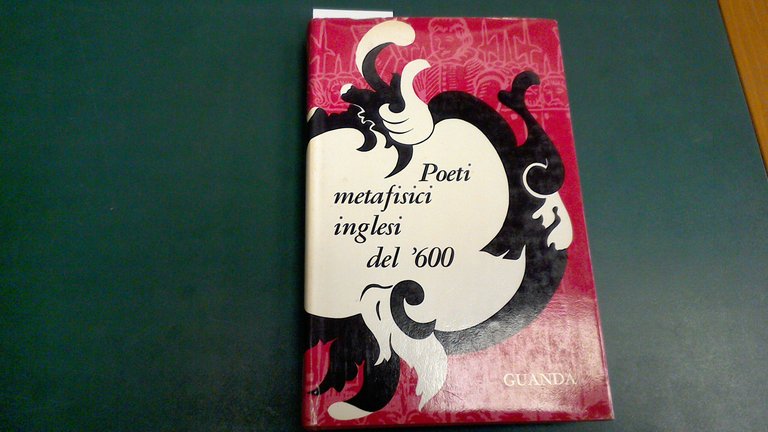 Poeti
metafisici
inglesi
del '600
GUANDA